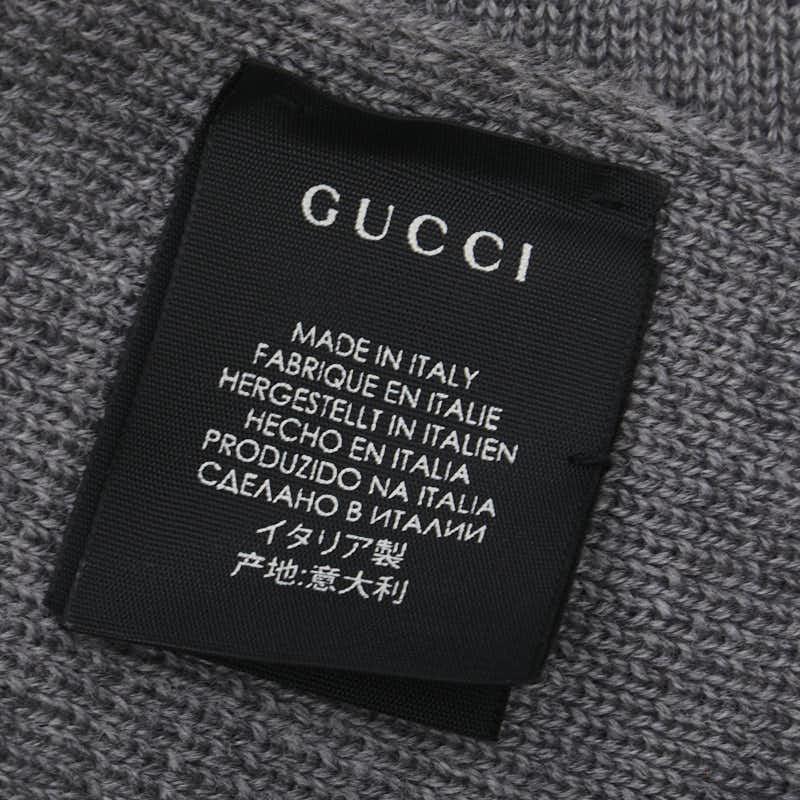 GUCCI
MADE IN ITALY
FABRIQUE EN ITALIE
HERGESTELLT IN ITALIEN
HECHO EN ITALIA
PRODUZIDO NA ITALIA
СДЕЛАНО В ИТАЛИИ
イタリア製
产地:意大利